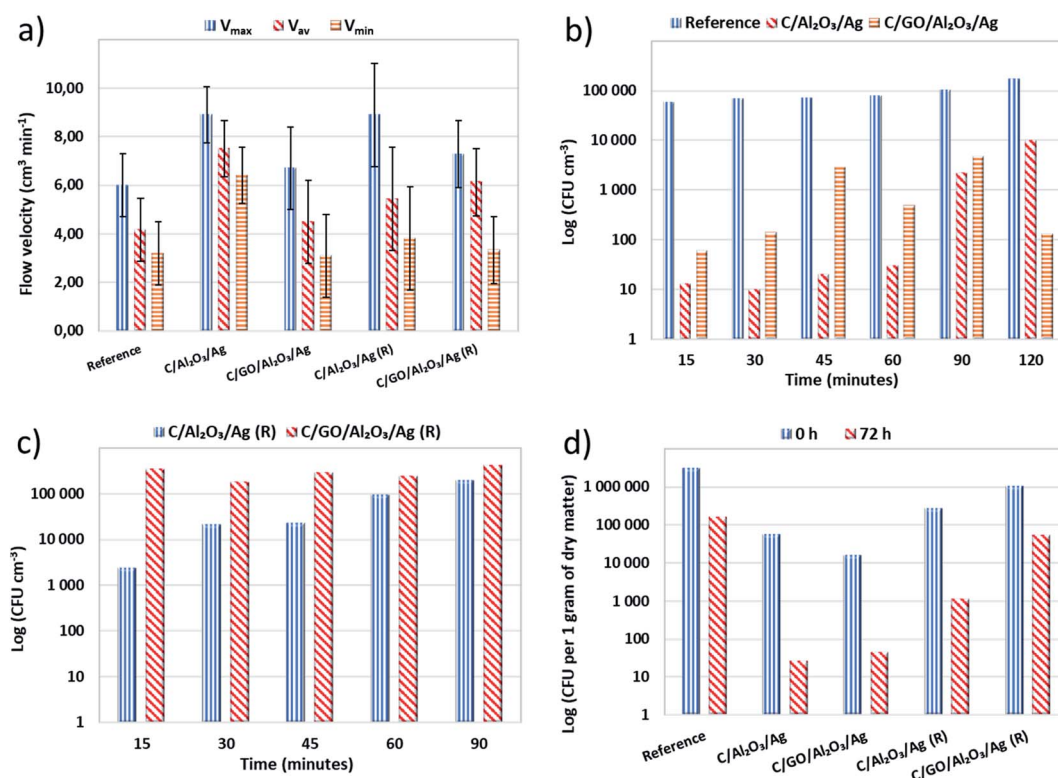 a)
V_max V_av V_min
Flow velocity (cm³ min⁻¹)
10,00
8,00
6,00
4,00
2,00
0,00
Reference
C/Al₂O₃/Ag
C/GO/Al₂O₃/Ag
C/Al₂O₃/Ag (R)
C/GO/Al₂O₃/Ag (R)
b)
Reference C/Al₂O₃/Ag C/GO/Al₂O₃/Ag
Log (CFU cm⁻³)
100 000
10 000
1 000
100
10
1
15 30 45 60 90 120
Time (minutes)
c)
C/Al₂O₃/Ag (R) C/GO/Al₂O₃/Ag (R)
Log (CFU cm⁻³)
100 000
10 000
1 000
100
10
1
15 30 45 60 90
Time (minutes)
d)
0 h 72 h
Log (CFU per 1 gram of dry matter)
1 000 000
100 000
10 000
1 000
100
10
1
Reference
C/Al₂O₃/Ag
C/GO/Al₂O₃/Ag
C/Al₂O₃/Ag (R)
C/GO/Al₂O₃/Ag (R)